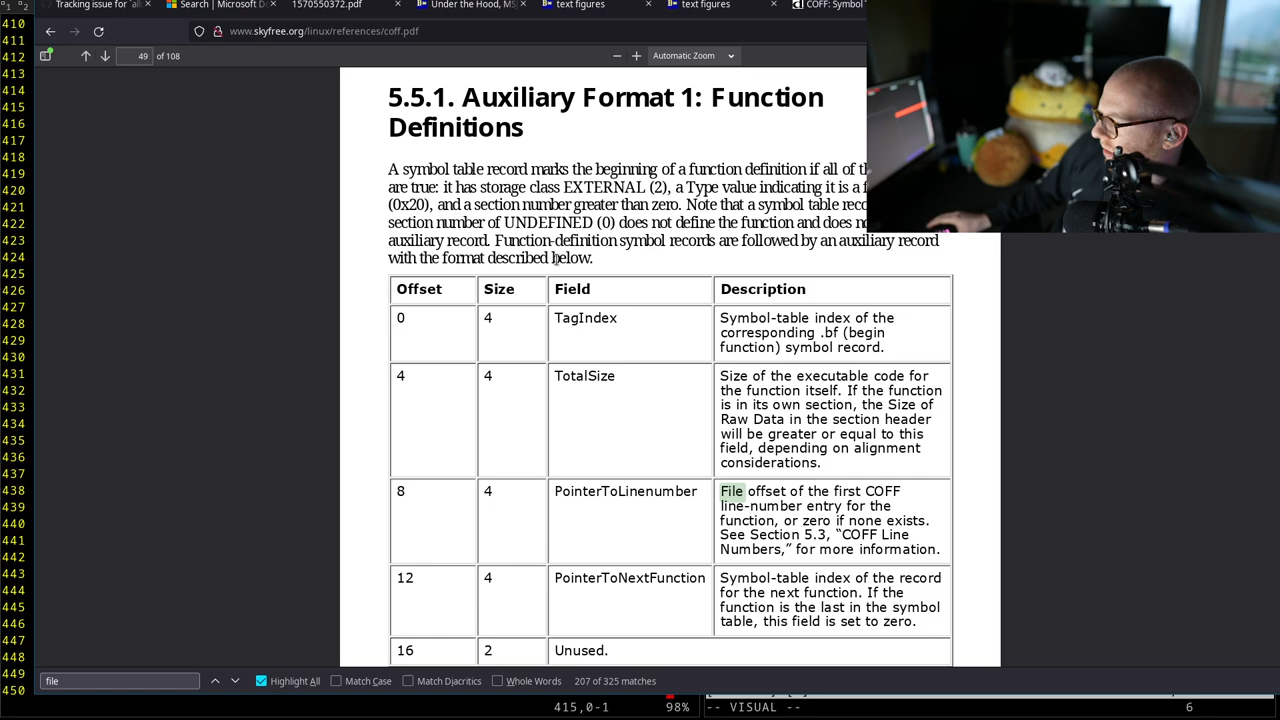 Tracking issue for `all
Search | Microsoft D
1570550372.pdf
Under the Hood, MS
text figures
text figures
COFF: Symbol
www.skyfree.org/linux/references/coff.pdf
49 of 108
Automatic Zoom
5.5.1. Auxiliary Format 1: Function
Definitions
A symbol table record marks the beginning of a function definition if all of th
are true: it has storage class EXTERNAL (2), a Type value indicating it is a f
(0x20), and a section number greater than zero. Note that a symbol table reco
section number of UNDEFINED (0) does not define the function and does no
auxiliary record. Function-definition symbol records are followed by an auxiliary record
with the format described below.
Offset Size Field Description
0 4 TagIndex Symbol-table index of the
corresponding .bf (begin
function) symbol record.
4 4 TotalSize Size of the executable code for
the function itself. If the function
is in its own section, the Size of
Raw Data in the section header
will be greater or equal to this
field, depending on alignment
considerations.
8 4 PointerToLinenumber File offset of the first COFF
line-number entry for the
function, or zero if none exists.
See Section 5.3, “COFF Line
Numbers,” for more information.
12 4 PointerToNextFunction Symbol-table index of the record
for the next function. If the
function is the last in the symbol
table, this field is set to zero.
16 2 Unused.
file
Highlight All Match Case Match Diacritics Whole Words 207 of 325 matches
410
411
412
413
414
415
416
417
418
419
420
421
422
423
424
425
426
427
428
429
430
431
432
433
434
435
436
437
438
439
440
441
442
443
444
445
446
447
448
449
450
415,0-1 98% -- VISUAL -- 6